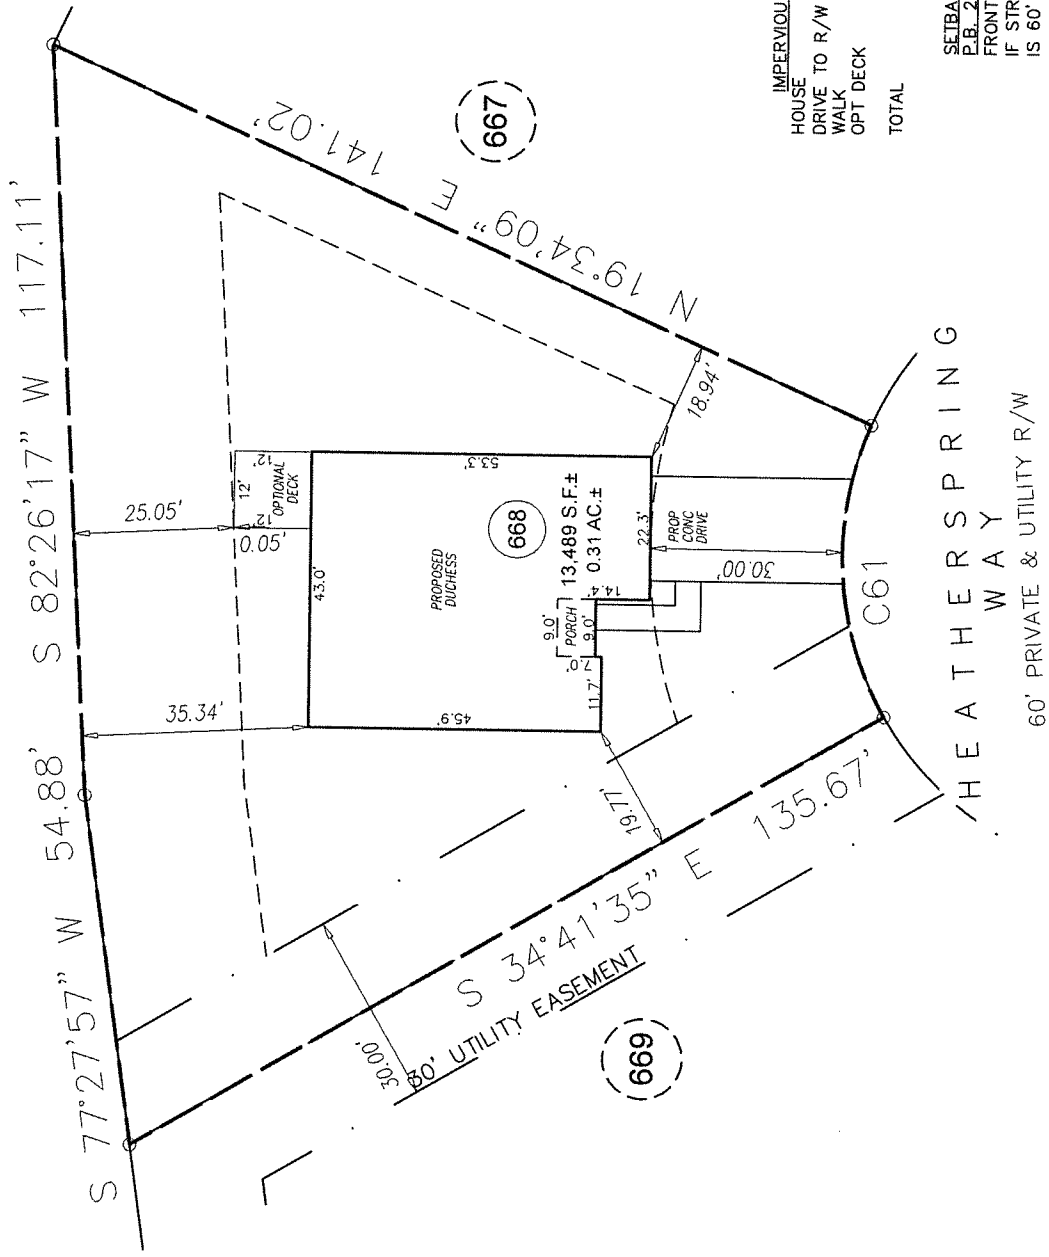 S 77°27'57" W 54.88'
S 82°26'17" W 117.11'
N 19°34'09" E 141.02'
S 34°41'35" E 135.67'
30' UTILITY EASEMENT
30.00'
667
668
669
13,489 S.F.±
0.31 AC.±
PROPOSED
DUCHESS
OPTIONAL
DECK
12'
12'
12'
0.05'
25.05'
35.34'
43.0'
53.3'
45.9'
11.7'
7.0'
9.0'
PORCH
9.0'
14.4'
22.3'
PROP
CONC
DRIVE
30.00'
18.94'
19.77'
C61
HEATHERSPRING
WAY
60' PRIVATE & UTILITY R/W
IMPERVIOU
HOUSE
DRIVE TO R/W
WALK
OPT DECK
TOTAL
SETBA
P.B. 2
FRONT
IF STR
IS 60'